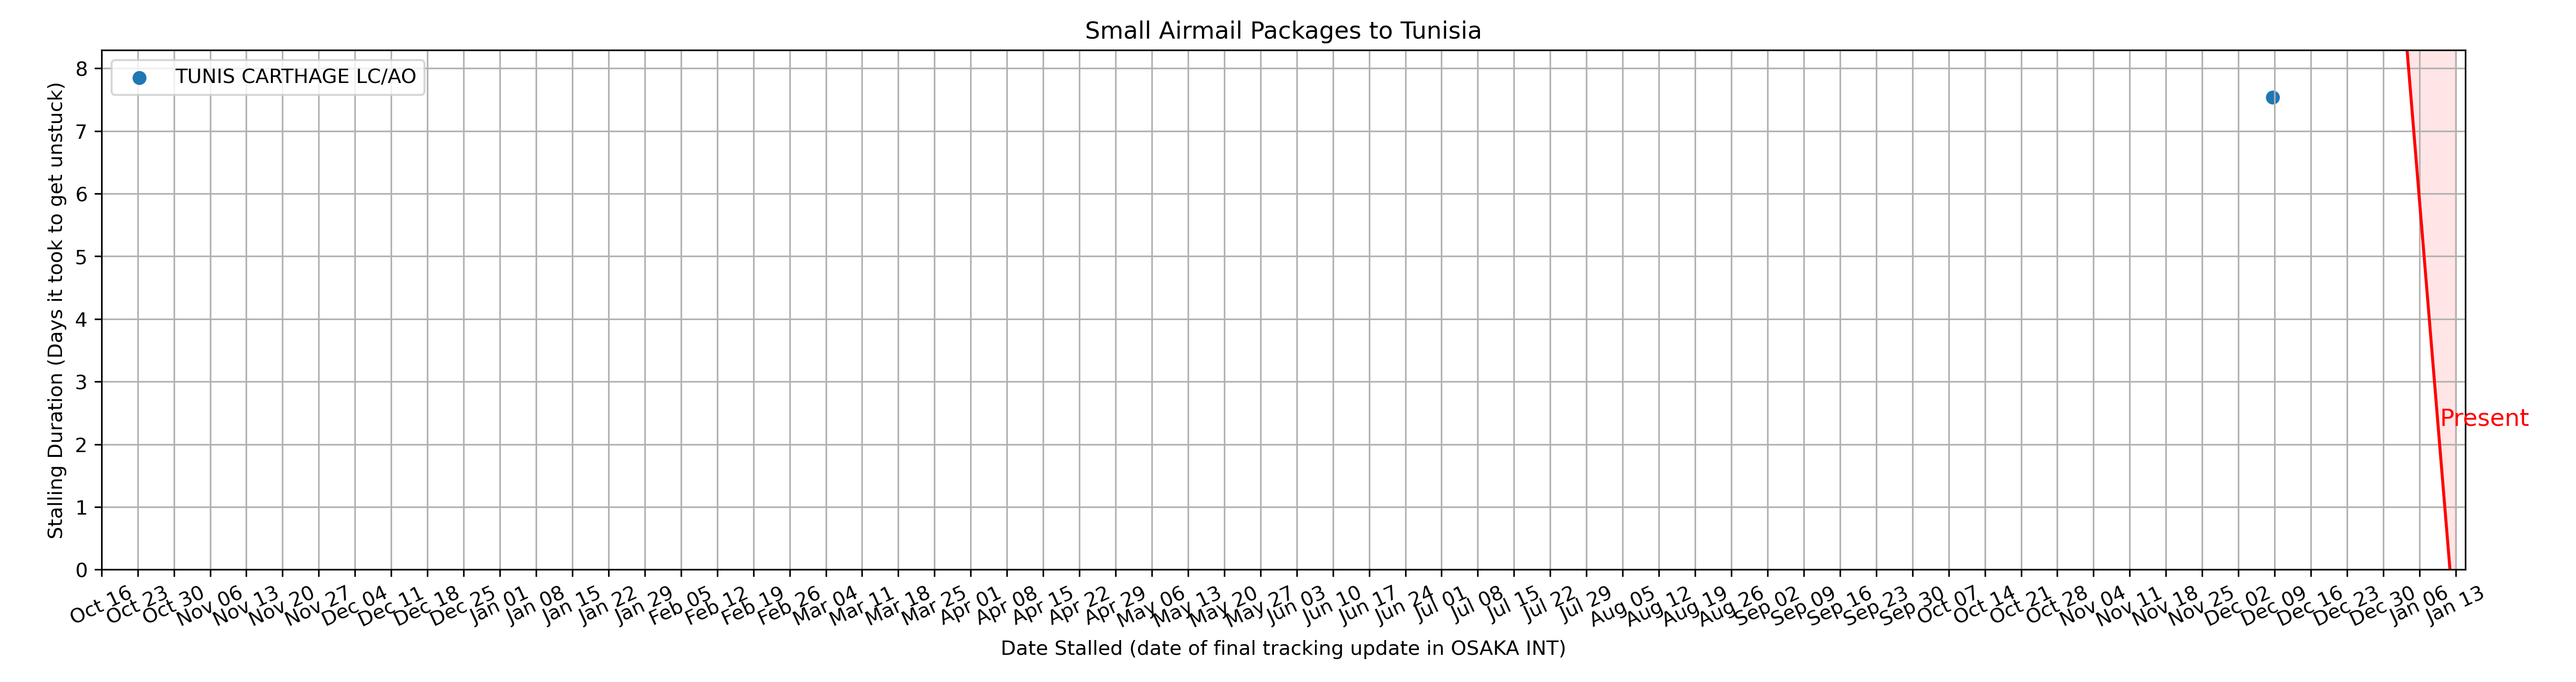 Small Airmail Packages to Tunisia
TUNIS CARTHAGE LC/AO
Stalling Duration (Days it took to get unstuck)
8
7
6
5
4
3
2
1
0
Present
Oct 16
Oct 23
Oct 30
Nov 06
Nov 13
Nov 20
Nov 27
Dec 04
Dec 11
Dec 18
Dec 25
Jan 01
Jan 08
Jan 15
Jan 22
Jan 29
Feb 05
Feb 12
Feb 19
Feb 26
Mar 04
Mar 11
Mar 18
Mar 25
Apr 01
Apr 08
Apr 15
Apr 22
Apr 29
May 06
May 13
May 20
May 27
Jun 03
Jun 10
Jun 17
Jun 24
Jul 01
Jul 08
Jul 15
Jul 22
Jul 29
Aug 05
Aug 12
Aug 19
Aug 26
Sep 02
Sep 09
Sep 16
Sep 23
Sep 30
Oct 07
Oct 14
Oct 21
Oct 28
Nov 04
Nov 11
Nov 18
Nov 25
Dec 02
Dec 09
Dec 16
Dec 23
Dec 30
Jan 06
Jan 13
Date Stalled (date of final tracking update in OSAKA INT)